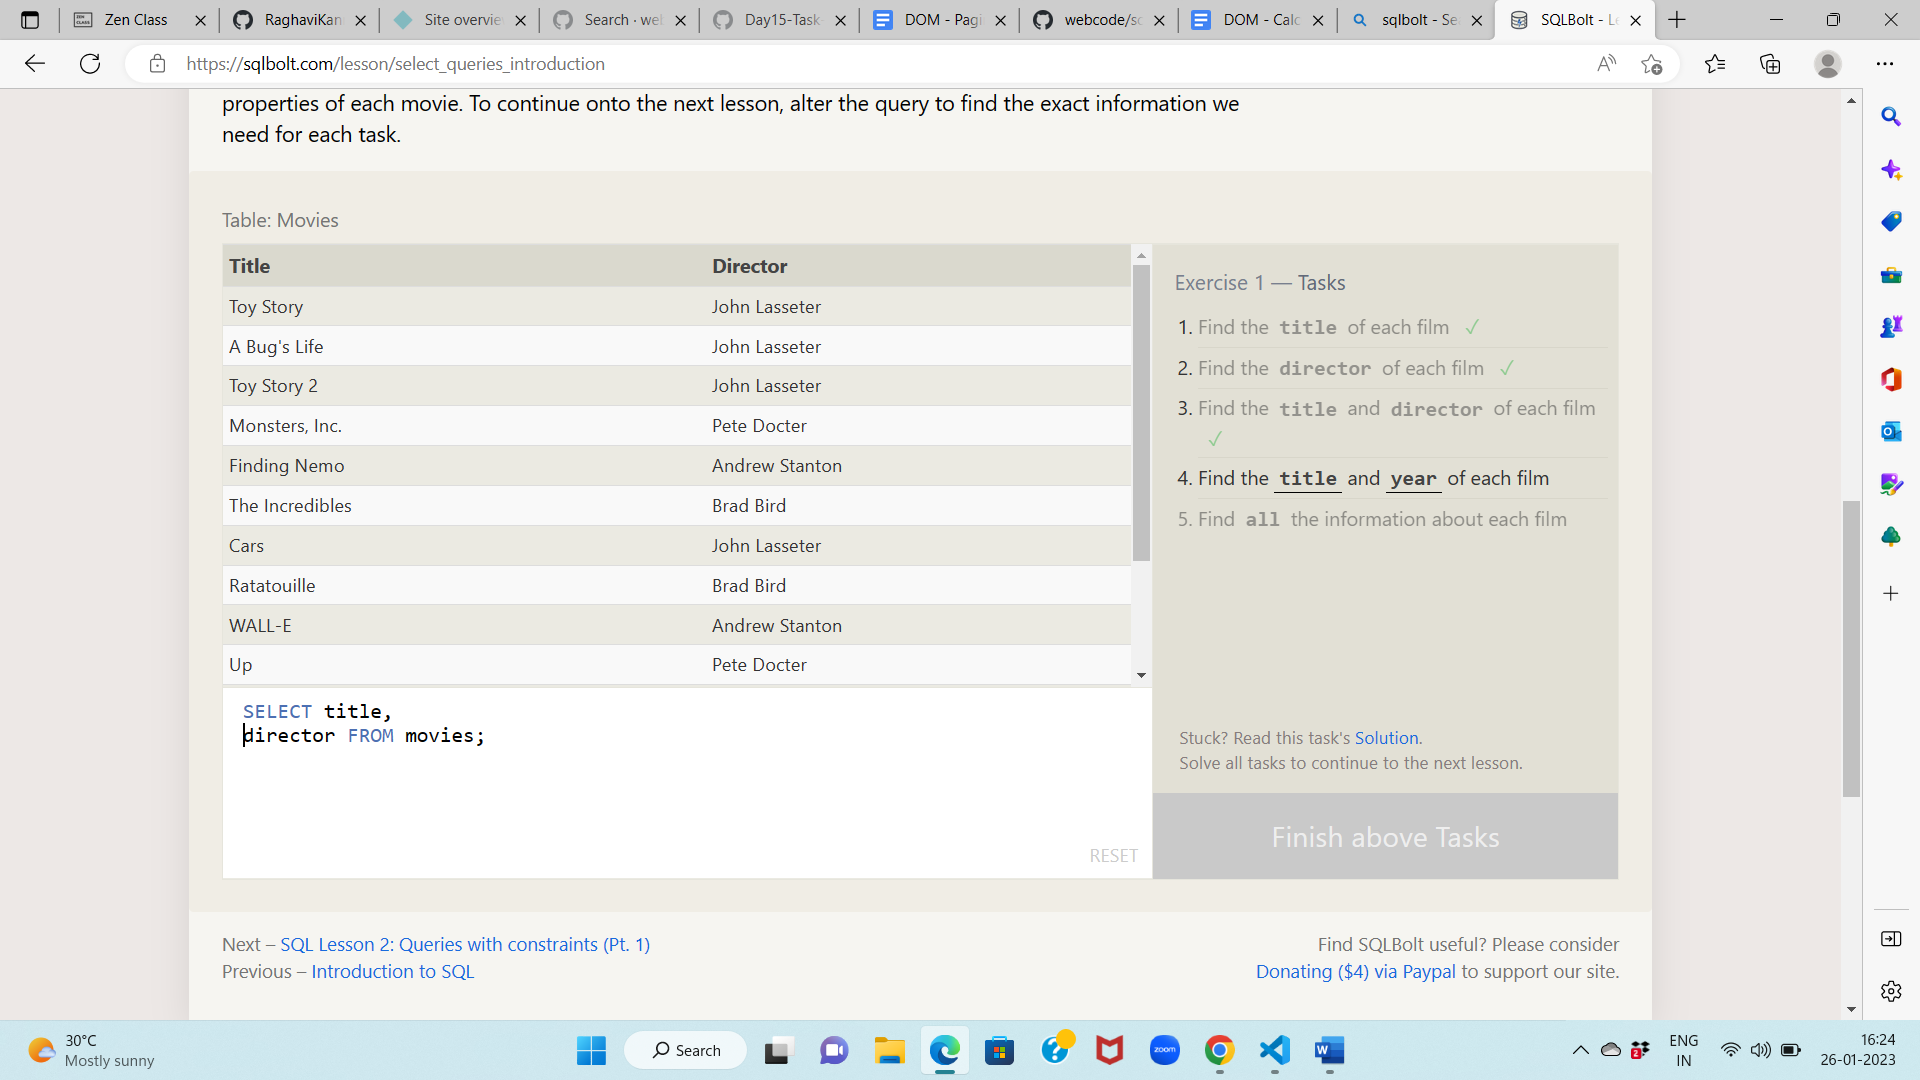 Zen Class
RaghaviKan
Site overvie
Search · wel
Day15-Task
DOM - Pagi
webcode/sc
DOM - Calc
sqlbolt - Se
SQLBolt - Le
https://sqlbolt.com/lesson/select_queries_introduction
properties of each movie. To continue onto the next lesson, alter the query to find the exact information we
need for each task.
Table: Movies
Title Director
Toy Story John Lasseter
A Bug's Life John Lasseter
Toy Story 2 John Lasseter
Monsters, Inc. Pete Docter
Finding Nemo Andrew Stanton
The Incredibles Brad Bird
Cars John Lasseter
Ratatouille Brad Bird
WALL-E Andrew Stanton
Up Pete Docter
SELECT title,
director FROM movies;
RESET
Exercise 1 — Tasks
1. Find the title of each film ✓
2. Find the director of each film ✓
3. Find the title and director of each film
✓
4. Find the title and year of each film
5. Find all the information about each film
Stuck? Read this task's Solution.
Solve all tasks to continue to the next lesson.
Finish above Tasks
Next – SQL Lesson 2: Queries with constraints (Pt. 1)
Previous – Introduction to SQL
Find SQLBolt useful? Please consider
Donating ($4) via Paypal to support our site.
30°C
Mostly sunny
Search
zoom
2
ENG
IN
16:24
26-01-2023